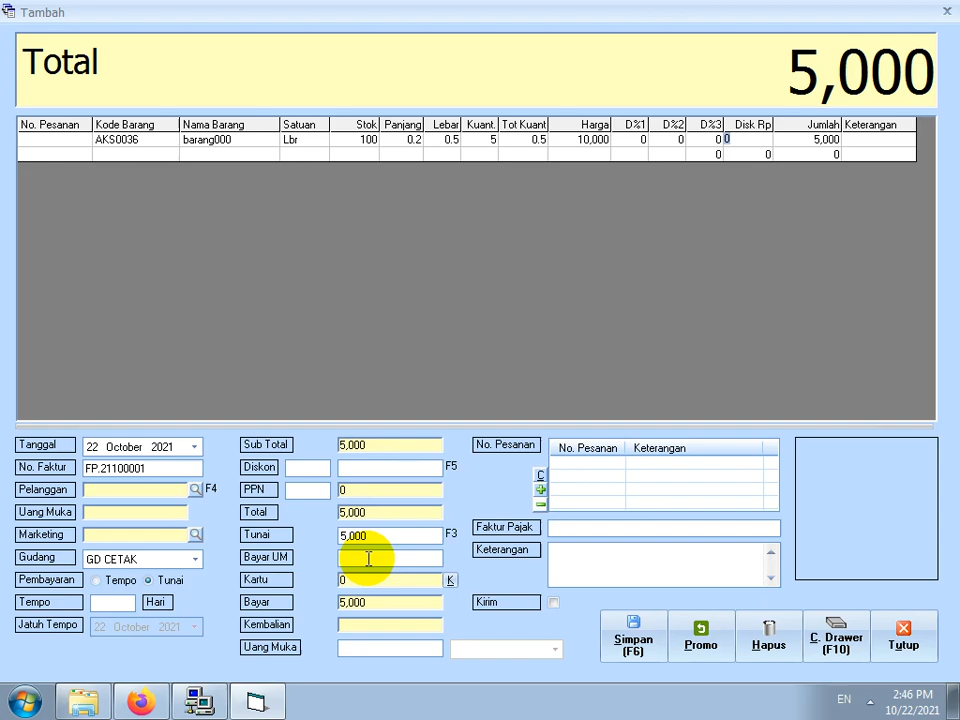 Tambah
Total 5,000
No. Pesanan Kode Barang Nama Barang Satuan Stok Panjang Lebar Kuant. Tot Kuant Harga D%1 D%2 D%3 Disk Rp Jumlah Keterangan
AKS0036 barang000 Lbr 100 0.2 0.5 5 0.5 10,000 0 0 0 0 5,000
0 0 0
Tanggal 22 October 2021
No. Faktur FP.21100001
Pelanggan F4
Uang Muka
Marketing
Gudang GD CETAK
Pembayaran Tempo Tunai
Tempo Hari
Jatuh Tempo 22 October 2021
Sub Total 5,000
Diskon F5
PPN 0
Total 5,000
Tunai 5,000 F3
Bayar UM
Kartu 0 K
Bayar 5,000
Kembalian
Uang Muka
No. Pesanan No. Pesanan Keterangan
C
Faktur Pajak
Keterangan
Kirim
Simpan (F6)
Promo
Hapus
C. Drawer (F10)
Tutup
EN
2:46 PM
10/22/2021